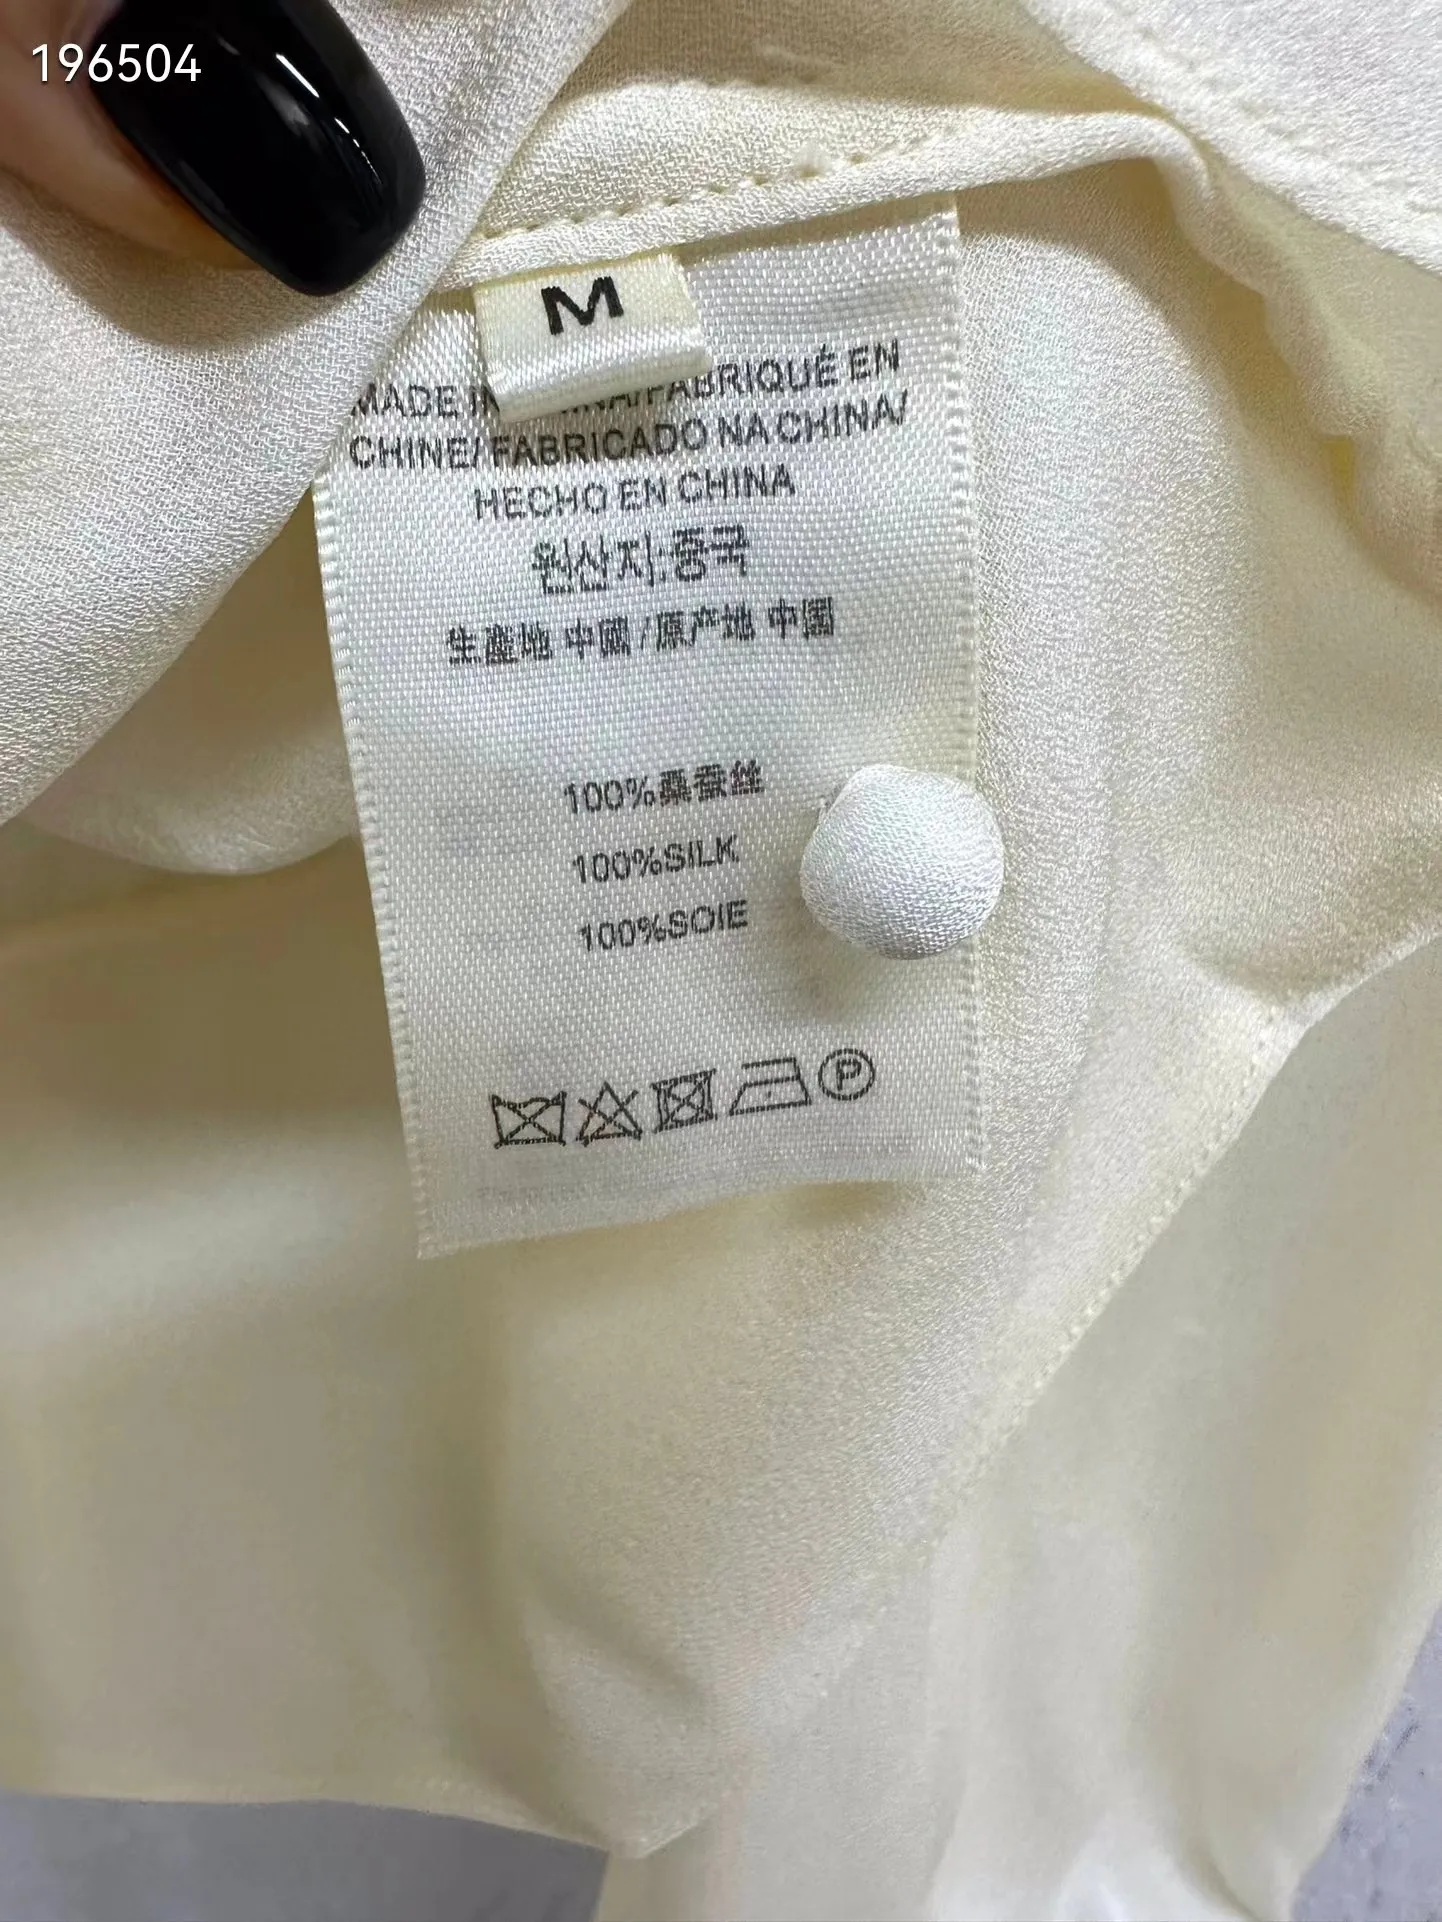 196504
M
MADE IN CHINA/FABRIQUÉ EN
CHINE/FABRICADO NA CHINA/
HECHO EN CHINA
원산지:중국
生產地 中國/原产地 中國
100%桑蚕丝
100%SILK
100%SOIE
P